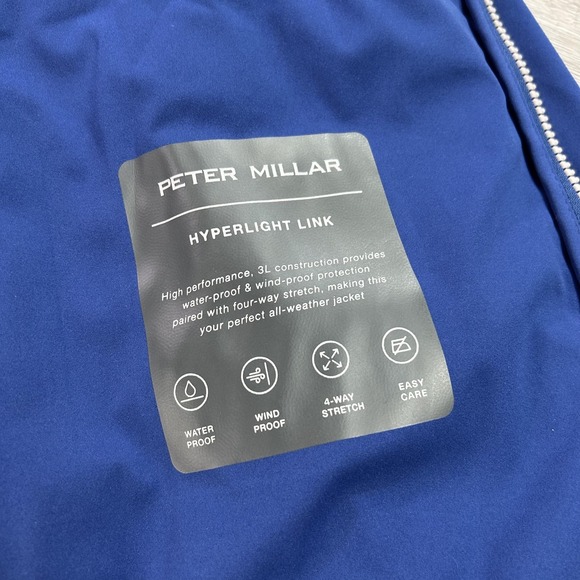 PETER MILLAR
HYPERLIGHT LINK
High performance, 3L construction provides
water-proof & wind-proof protection
paired with four-way stretch, making this
your perfect all-weather jacket
WATER
PROOF
WIND
PROOF
4-WAY
STRETCH
EASY
CARE